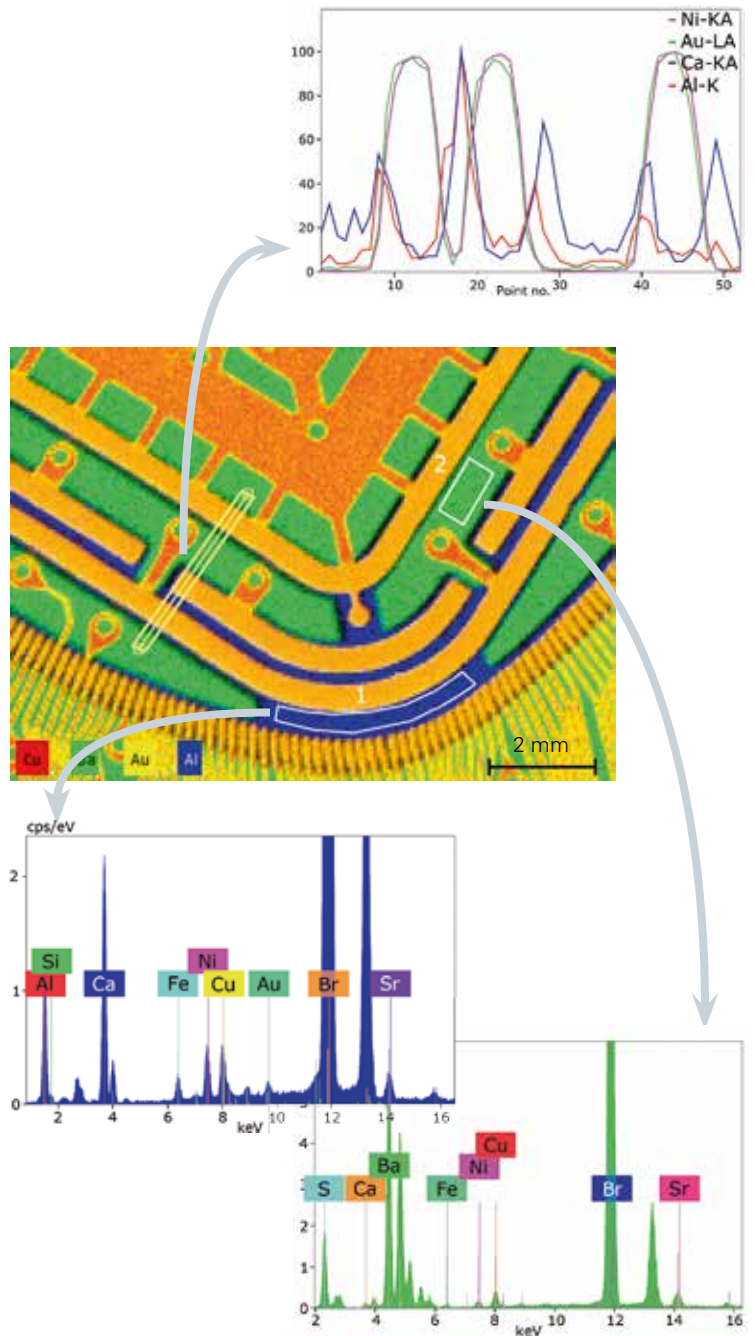 Ni-KA
Au-LA
Ca-KA
Al-K
100
80
60
40
20
0
10 20 30 40 50
Point no.
2
1
Cu Ba Au Al
2 mm
cps/eV
2
1
0
Si
Al Ca Fe Ni Cu Au Br Sr
2 4 6 8 10 12 14 16
keV
4
3
2
1
0
S Ca Ba Fe Ni Cu Br Sr
2 4 6 8 10 12 14 16
keV